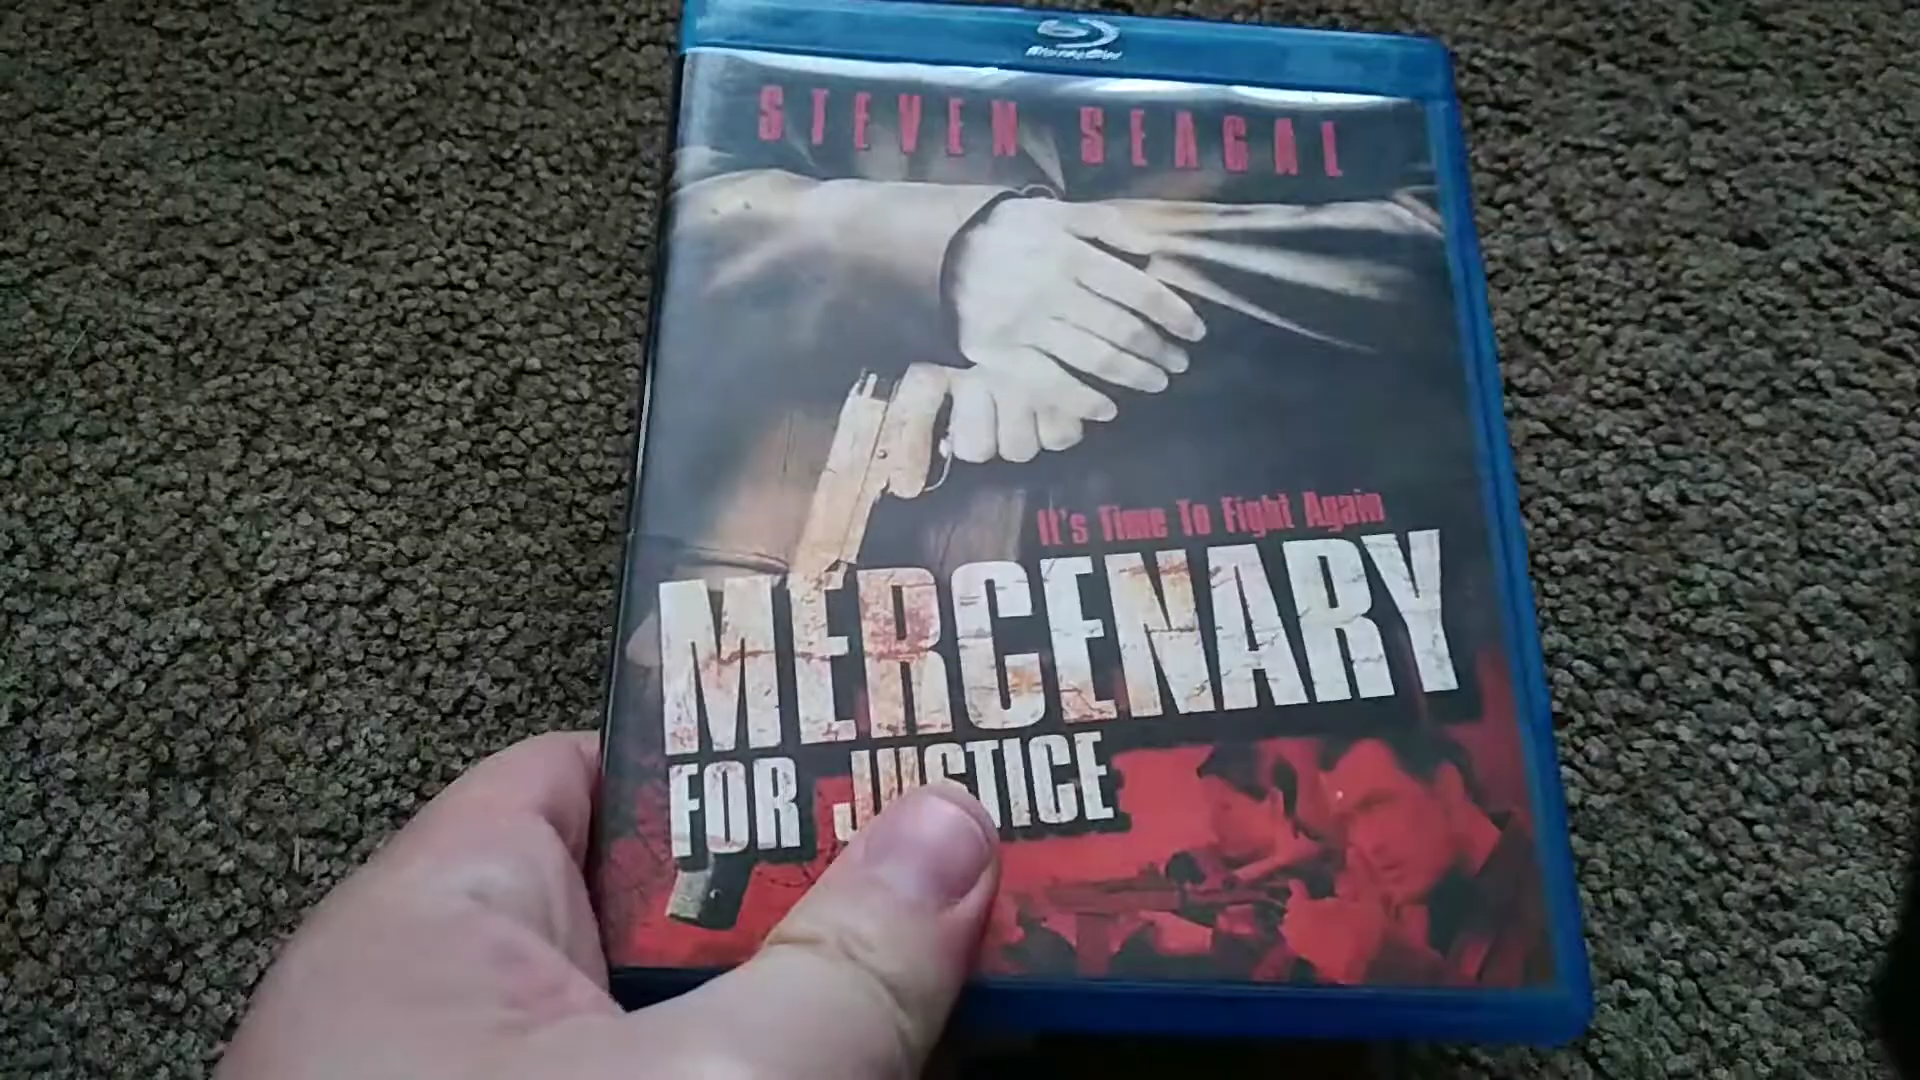 Blu-ray Disc
STEVEN SEAGAL
It's Time To Fight Again
MERCENARY
FOR JUSTICE